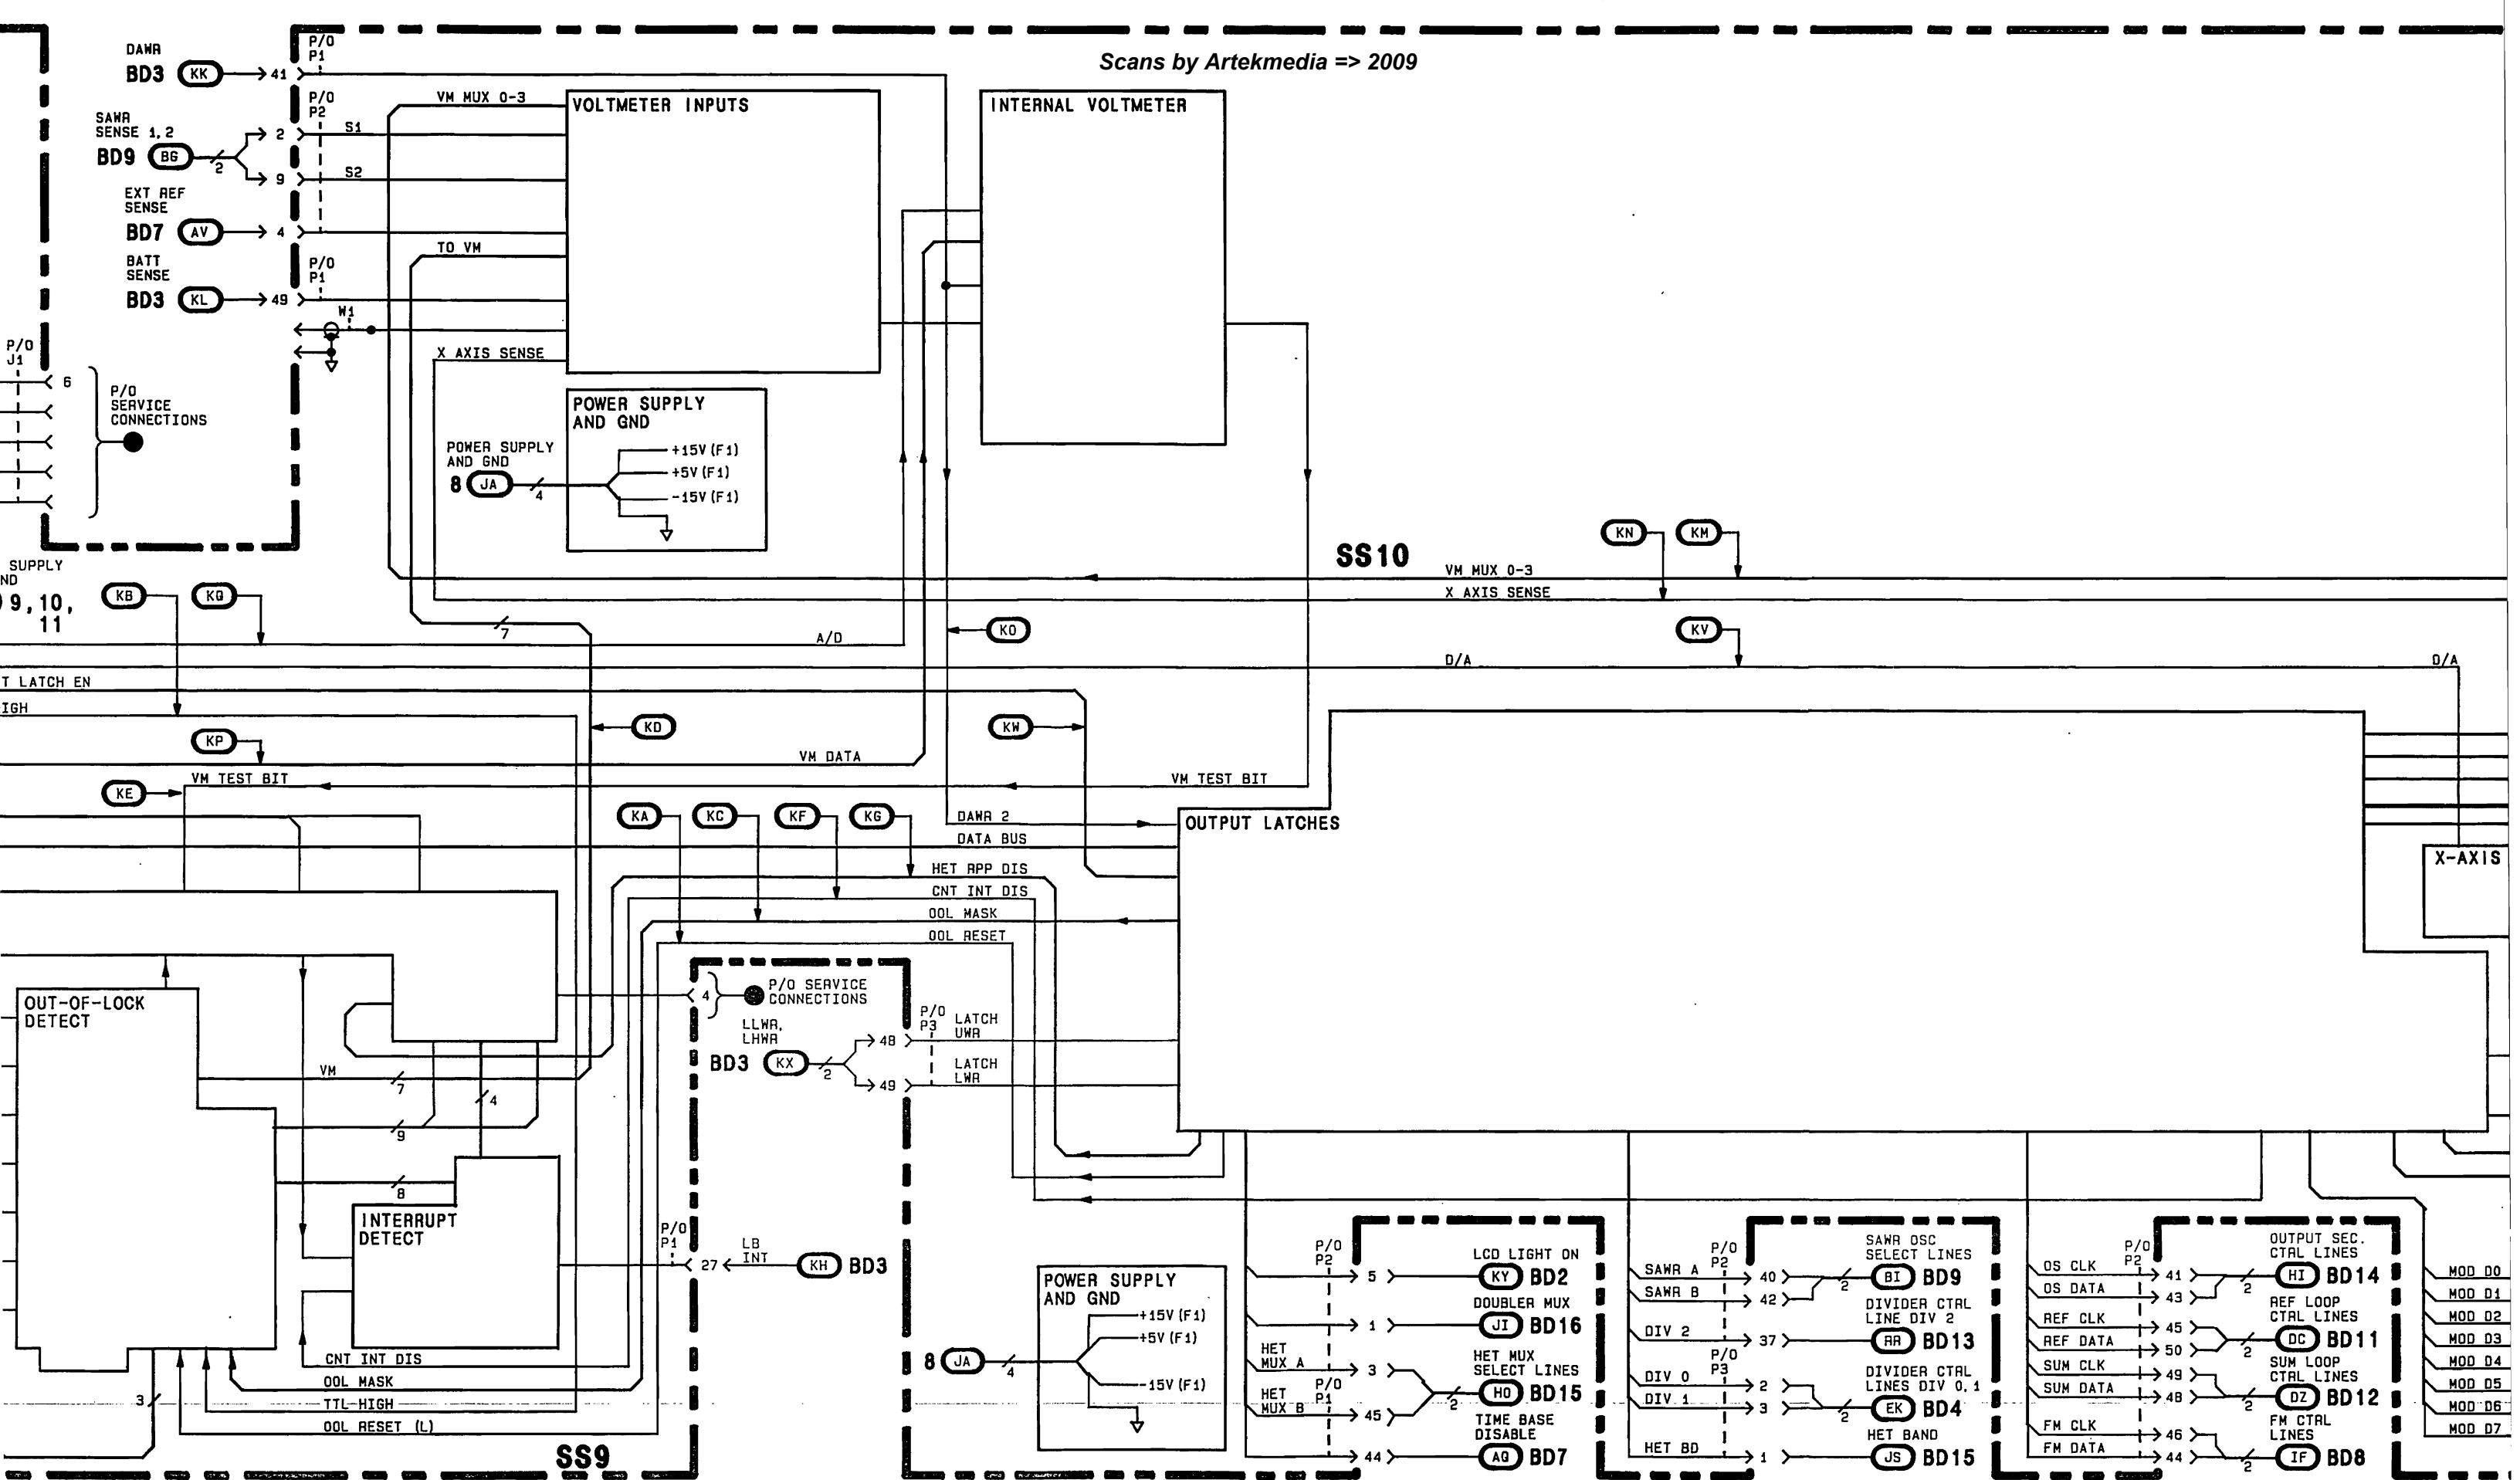 Scans by Artekmedia => 2009
DAWR
BD3 KK 41
P/O
P1
SAWR
SENSE 1,2
BD9 BG 2
P/O
P2
2 S1
9 S2
EXT REF
SENSE
BD7 AV 4
BATT
SENSE
BD3 KL 49
P/O
P1
W1
VM MUX 0-3
TO VM
X AXIS SENSE
VOLTMETER INPUTS
INTERNAL VOLTMETER
P/O
J1
6
P/O
SERVICE
CONNECTIONS
POWER SUPPLY
AND GND
+15V(F1)
+5V(F1)
-15V(F1)
POWER SUPPLY
AND GND
8 JA 4
SUPPLY
ND
9,10,
11
KB KQ
7
A/D
KO
SS10
KN KM
VM MUX 0-3
X AXIS SENSE
KV
D/A
D/A
T LATCH EN
IGH
KD
KW
KP
VM DATA
KE
VM TEST BIT
VM TEST BIT
KA KC KF KG
DAWR 2
DATA BUS
HET APP DIS
CNT INT DIS
OOL MASK
OOL RESET
OUTPUT LATCHES
X-AXIS
OUT-OF-LOCK
DETECT
4
P/O SERVICE
CONNECTIONS
LLWR,
LHWR
BD3 KX 2
48
49
P/O
P3
LATCH
UWR
LATCH
LWR
VM
7
4
9
8
INTERRUPT
DETECT
P/O
P1
27
LB
INT
KH BD3
CNT INT DIS
OOL MASK
TTL HIGH
OOL RESET (L)
3
SS9
POWER SUPPLY
AND GND
+15V(F1)
+5V(F1)
-15V(F1)
8 JA 4
P/O
P2
5
LCD LIGHT ON
KY BD2
1
DOUBLER MUX
JI BD16
HET
MUX A
3
HET MUX
SELECT LINES
2
HO BD15
P/O
P1
HET
MUX B
45
TIME BASE
DISABLE
44
AQ BD7
P/O
P2
SAWR A 40
SAWR B 42
SAWR OSC
SELECT LINES
2
BI BD9
DIVIDER CTRL
LINE DIV 2
DIV 2 37
AR BD13
P/O
P3
DIV 0 2
DIV 1 3
DIVIDER CTRL
LINES DIV 0,1
2
EK BD4
HET BAND
HET BD 1
JS BD15
P/O
P2
OS CLK 41
OS DATA 43
OUTPUT SEC.
CTRL LINES
2
HI BD14
REF CLK 45
REF DATA 50
REF LOOP
CTRL LINES
2
DC BD11
SUM CLK 49
SUM DATA 48
SUM LOOP
CTRL LINES
2
DZ BD12
FM CLK 46
FM DATA 44
FM CTRL
LINES
2
IF BD8
MOD D0
MOD D1
MOD D2
MOD D3
MOD D4
MOD D5
MOD D6
MOD D7